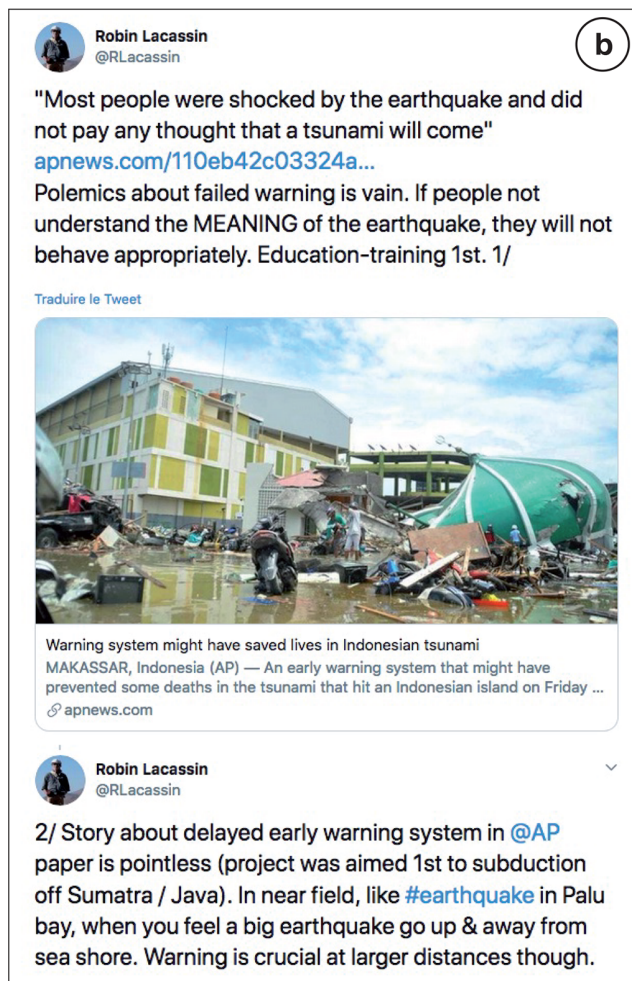 b
Robin Lacassin
@RLacassin
"Most people were shocked by the earthquake and did
not pay any thought that a tsunami will come"
apnews.com/110eb42c03324a...
Polemics about failed warning is vain. If people not
understand the MEANING of the earthquake, they will not
behave appropriately. Education-training 1st. 1/
Traduire le Tweet
Warning system might have saved lives in Indonesian tsunami
MAKASSAR, Indonesia (AP) — An early warning system that might have
prevented some deaths in the tsunami that hit an Indonesian island on Friday ...
apnews.com
Robin Lacassin
@RLacassin
2/ Story about delayed early warning system in @AP
paper is pointless (project was aimed 1st to subduction
off Sumatra / Java). In near field, like #earthquake in Palu
bay, when you feel a big earthquake go up & away from
sea shore. Warning is crucial at larger distances though.